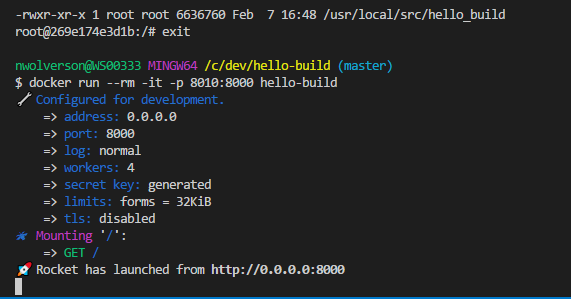 -rwxr-xr-x 1 root root 6636760 Feb  7 16:48 /usr/local/src/hello_build
root@269e174e3d1b:/# exit
nwolverson@WS00333 MINGW64 /c/dev/hello-build (master)
$ docker run --rm -it -p 8010:8000 hello-build
🔧 Configured for development.
    => address: 0.0.0.0
    => port: 8000
    => log: normal
    => workers: 4
    => secret key: generated
    => limits: forms = 32KiB
    => tls: disabled
🛰 Mounting '/':
    => GET /
🚀 Rocket has launched from http://0.0.0.0:8000